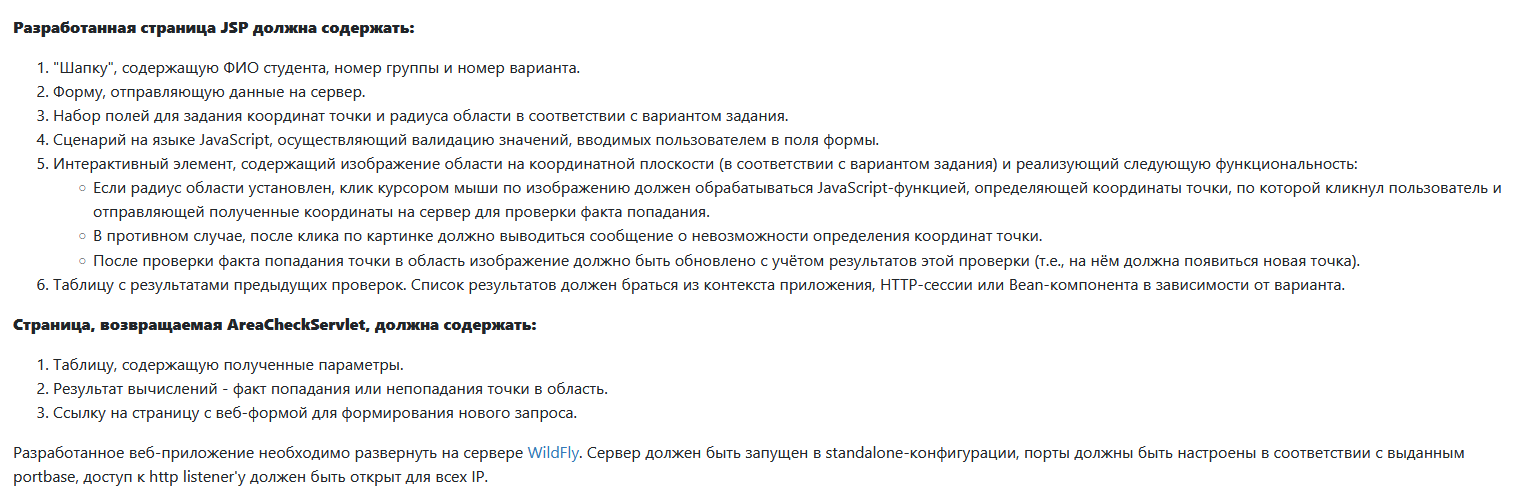 Разработанная страница JSP должна содержать:
1. "Шапку", содержащую ФИО студента, номер группы и номер варианта.
2. Форму, отправляющую данные на сервер.
3. Набор полей для задания координат точки и радиуса области в соответствии с вариантом задания.
4. Сценарий на языке JavaScript, осуществляющий валидацию значений, вводимых пользователем в поля формы.
5. Интерактивный элемент, содержащий изображение области на координатной плоскости (в соответствии с вариантом задания) и реализующий следующую функциональность:
◦ Если радиус области установлен, клик курсором мыши по изображению должен обрабатываться JavaScript-функцией, определяющей координаты точки, по которой кликнул пользователь и
отправляющей полученные координаты на сервер для проверки факта попадания.
◦ В противном случае, после клика по картинке должно выводиться сообщение о невозможности определения координат точки.
◦ После проверки факта попадания точки в область изображение должно быть обновлено с учётом результатов этой проверки (т.е., на нём должна появиться новая точка).
6. Таблицу с результатами предыдущих проверок. Список результатов должен браться из контекста приложения, HTTP-сессии или Bean-компонента в зависимости от варианта.
Страница, возвращаемая AreaCheckServlet, должна содержать:
1. Таблицу, содержащую полученные параметры.
2. Результат вычислений - факт попадания или непопадания точки в область.
3. Ссылку на страницу с веб-формой для формирования нового запроса.
Разработанное веб-приложение необходимо развернуть на сервере WildFly. Сервер должен быть запущен в standalone-конфигурации, порты должны быть настроены в соответствии с выданным
portbase, доступ к http listener'у должен быть открыт для всех IP.